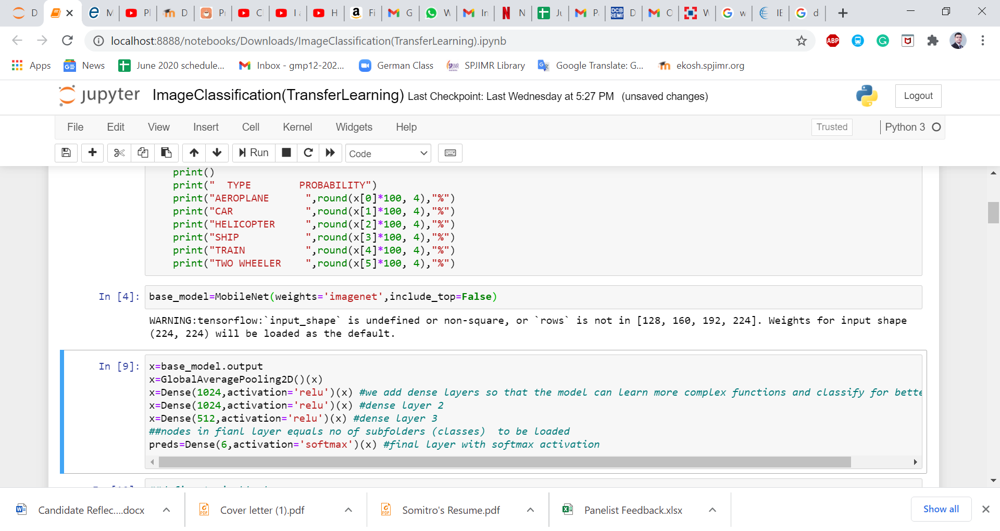 D M Pl D Pr Cl I a H Fi G W In N Ju P D O W w IE d
localhost:8888/notebooks/Downloads/ImageClassification(TransferLearning).ipynb
ABP
Apps News June 2020 schedule... Inbox - gmp12-202... German Class SPJIMR Library Google Translate: G... ekosh.spjimr.org
jupyter ImageClassification(TransferLearning) Last Checkpoint: Last Wednesday at 5:27 PM (unsaved changes) Logout
File Edit View Insert Cell Kernel Widgets Help Trusted Python 3
Run Code
print()
print("  TYPE        PROBABILITY")
print("AEROPLANE      ",round(x[0]*100, 4),"%")
print("CAR            ",round(x[1]*100, 4),"%")
print("HELICOPTER     ",round(x[2]*100, 4),"%")
print("SHIP           ",round(x[3]*100, 4),"%")
print("TRAIN          ",round(x[4]*100, 4),"%")
print("TWO WHEELER    ",round(x[5]*100, 4),"%")
In [4]: base_model=MobileNet(weights='imagenet',include_top=False)
WARNING:tensorflow:`input_shape` is undefined or non-square, or `rows` is not in [128, 160, 192, 224]. Weights for input shape
(224, 224) will be loaded as the default.
In [9]: x=base_model.output
x=GlobalAveragePooling2D()(x)
x=Dense(1024,activation='relu')(x) #we add dense layers so that the model can learn more complex functions and classify for bette
x=Dense(1024,activation='relu')(x) #dense layer 2
x=Dense(512,activation='relu')(x) #dense layer 3
##nodes in fianl layer equals no of subfolders (classes)  to be loaded
preds=Dense(6,activation='softmax')(x) #final layer with softmax activation
Candidate Reflec....docx Cover letter (1).pdf Somitro's Resume.pdf Panelist Feedback.xlsx Show all